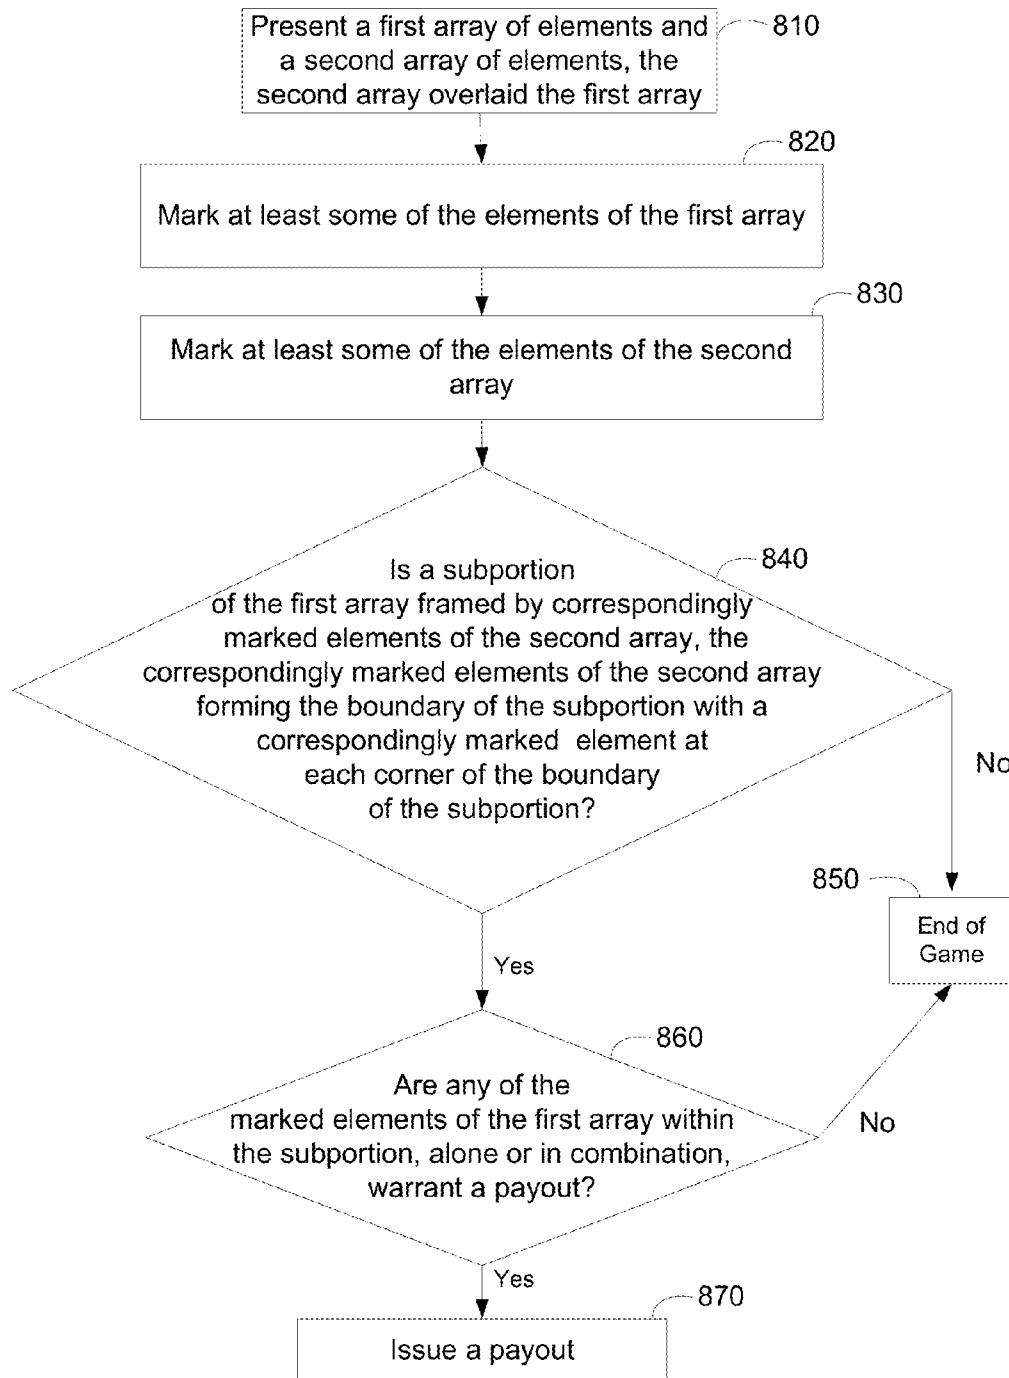 Present a first array of elements and
a second array of elements, the
second array overlaid the first array
810
820
Mark at least some of the elements of the first array
830
Mark at least some of the elements of the second
array
840
Is a subportion
of the first array framed by correspondingly
marked elements of the second array, the
correspondingly marked elements of the second array
forming the boundary of the subportion with a
correspondingly marked element at
each corner of the boundary
of the subportion?
No
850
End of
Game
Yes
860
Are any of the
marked elements of the first array within
the subportion, alone or in combination,
warrant a payout?
No
Yes
870
Issue a payout